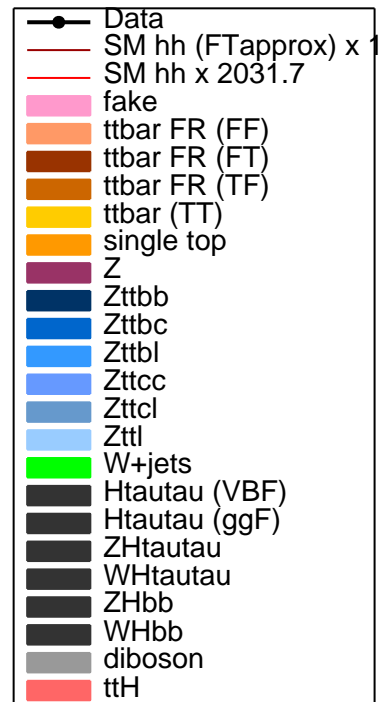 Data
SM hh (FTapprox) x 1
SM hh x 2031.7
fake
ttbar FR (FF)
ttbar FR (FT)
ttbar FR (TF)
ttbar (TT)
single top
Z
Zttbb
Zttbc
Zttbl
Zttcc
Zttcl
Zttl
W+jets
Htautau (VBF)
Htautau (ggF)
ZHtautau
WHtautau
ZHbb
WHbb
diboson
ttH